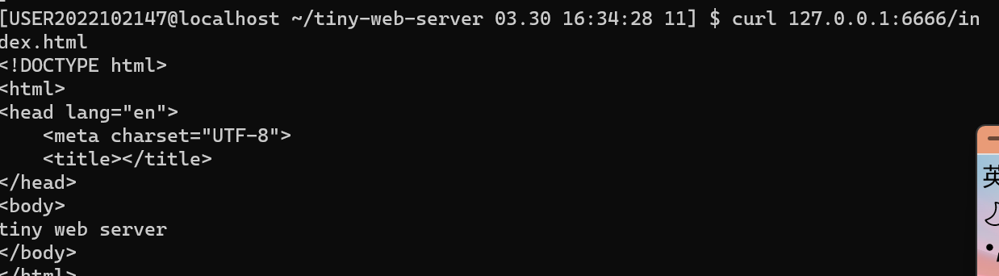 [USER2022102147@localhost ~/tiny-web-server 03.30 16:34:28 11] $ curl 127.0.0.1:6666/in
dex.html
<!DOCTYPE html>
<html>
<head lang="en">
    <meta charset="UTF-8">
    <title></title>
</head>
<body>
tiny web server
</body>
</html>
英